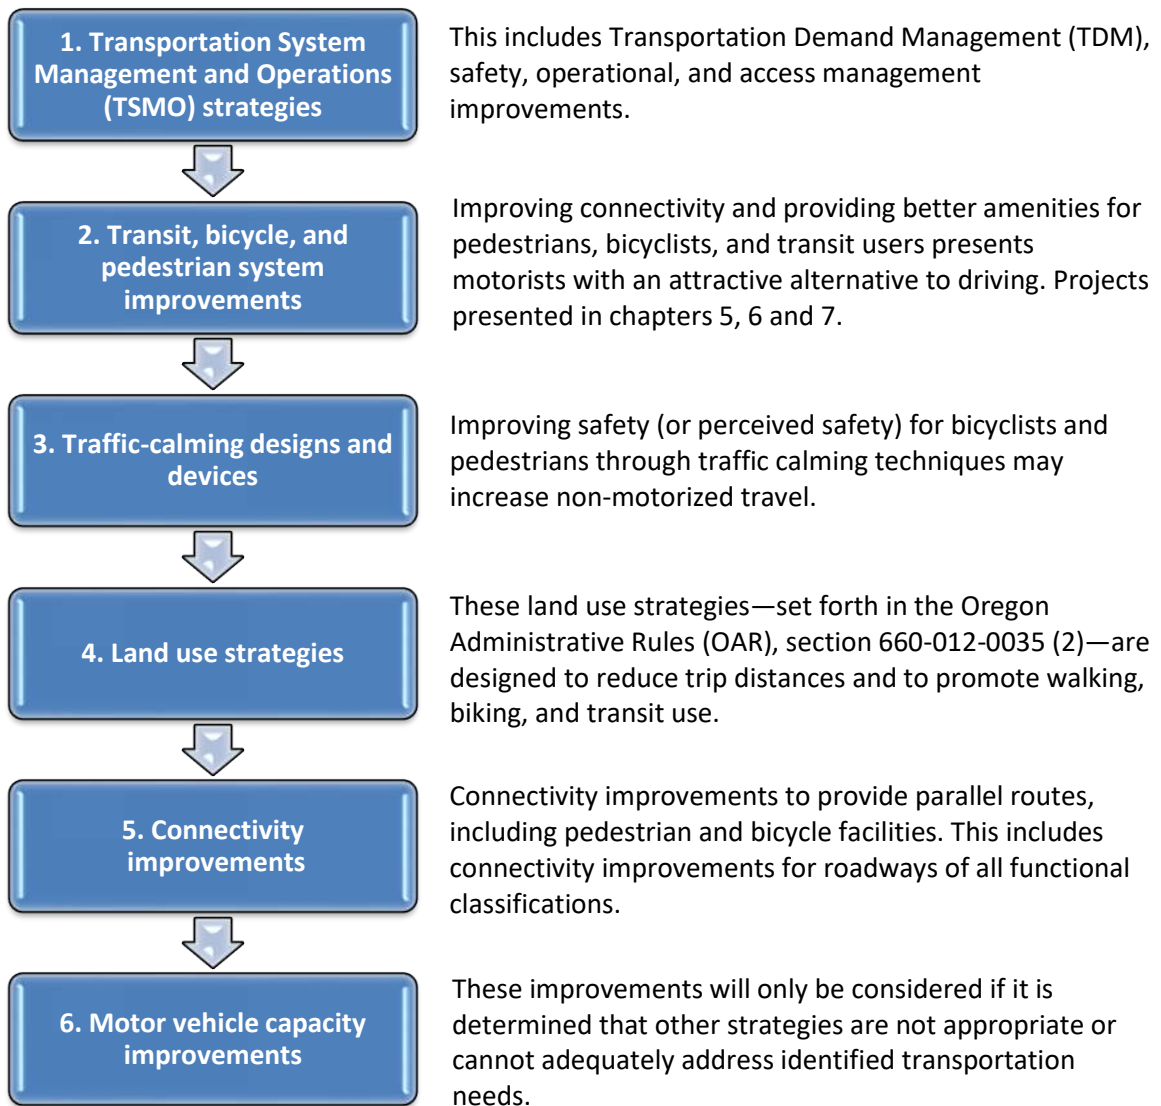 1. Transportation System
Management and Operations
(TSMO) strategies
This includes Transportation Demand Management (TDM),
safety, operational, and access management
improvements.
2. Transit, bicycle, and
pedestrian system
improvements
Improving connectivity and providing better amenities for
pedestrians, bicyclists, and transit users presents
motorists with an attractive alternative to driving. Projects
presented in chapters 5, 6 and 7.
3. Traffic-calming designs and
devices
Improving safety (or perceived safety) for bicyclists and
pedestrians through traffic calming techniques may
increase non-motorized travel.
4. Land use strategies
These land use strategies—set forth in the Oregon
Administrative Rules (OAR), section 660-012-0035 (2)—are
designed to reduce trip distances and to promote walking,
biking, and transit use.
5. Connectivity
improvements
Connectivity improvements to provide parallel routes,
including pedestrian and bicycle facilities. This includes
connectivity improvements for roadways of all functional
classifications.
6. Motor vehicle capacity
improvements
These improvements will only be considered if it is
determined that other strategies are not appropriate or
cannot adequately address identified transportation
needs.